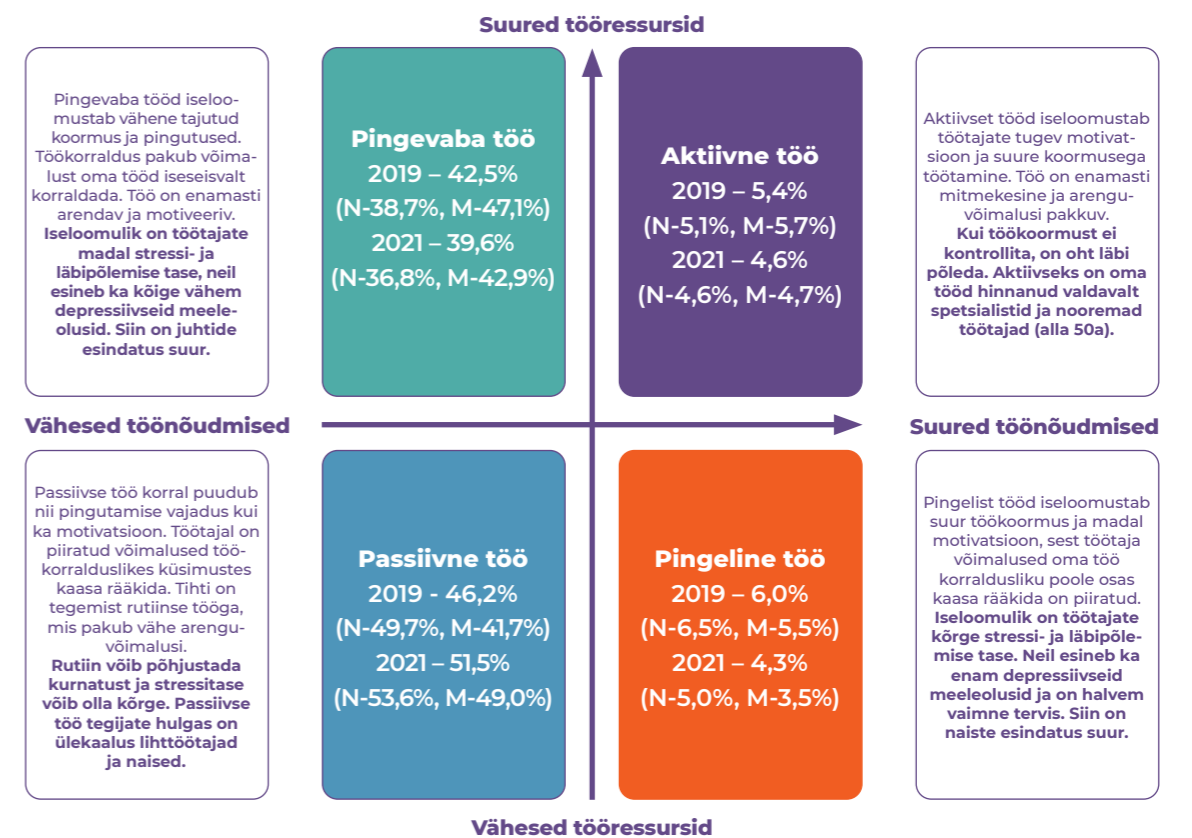 Suured tööressursid
Pingevaba tööd iseloo-
mustab vähene tajutud
koormus ja pingutused.
Töökorraldus pakub võima-
lust oma tööd iseseisvalt
korraldada. Töö on enamasti
arendav ja motiveeriv.
Iseloomulik on töötajate
madal stressi- ja
läbipõlemise tase, neil
esineb ka kõige vähem
depressiivseid meele-
olusid. Siin on juhtide
esindatus suur.
Pingevaba töö
2019 – 42,5%
(N-38,7%, M-47,1%)
2021 – 39,6%
(N-36,8%, M-42,9%)
Aktiivne töö
2019 – 5,4%
(N-5,1%, M-5,7%)
2021 – 4,6%
(N-4,6%, M-4,7%)
Aktiivset tööd iseloomustab
töötajate tugev motivat-
sioon ja suure koormusega
töötamine. Töö on enamasti
mitmekesine ja arengu-
võimalusi pakkuv.
Kui töökoormust ei
kontrollita, on oht läbi
põleda. Aktiivseks on oma
tööd hinnanud valdavalt
spetsialistid ja nooremad
töötajad (alla 50a).
Vähesed töönõudmised
Suured töönõudmised
Passiivse töö korral puudub
nii pingutamise vajadus kui
ka motivatsioon. Töötajal on
piiratud võimalused töö-
korralduslikes küsimustes
kaasa rääkida. Tihti on
tegemist rutiinse tööga,
mis pakub vähe arengu-
võimalusi.
Rutiin võib põhjustada
kurnatust ja stressitase
võib olla kõrge. Passiivse
töö tegijate hulgas on
ülekaalus lihttöötajad
ja naised.
Passiivne töö
2019 - 46,2%
(N-49,7%, M-41,7%)
2021 – 51,5%
(N-53,6%, M-49,0%)
Pingeline töö
2019 – 6,0%
(N-6,5%, M-5,5%)
2021 – 4,3%
(N-5,0%, M-3,5%)
Pingelist tööd iseloomustab
suur töökoormus ja madal
motivatsioon, sest töötaja
võimalused oma töö
korraldusliku poole osas
kaasa rääkida on piiratud.
Iseloomulik on töötajate
kõrge stressi- ja läbipõle-
mise tase. Neil esineb ka
enam depressiivseid
meeleolusid ja on halvem
vaimne tervis. Siin on
naiste esindatus suur.
Vähesed tööressursid